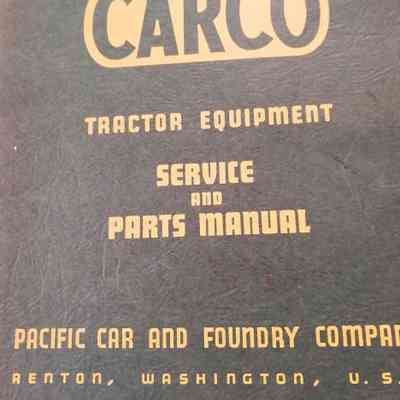 CARCO
TRACTOR EQUIPMENT
SERVICE
AND
PARTS MANUAL
PACIFIC CAR AND FOUNDRY COMPAN
RENTON, WASHINGTON, U. S.